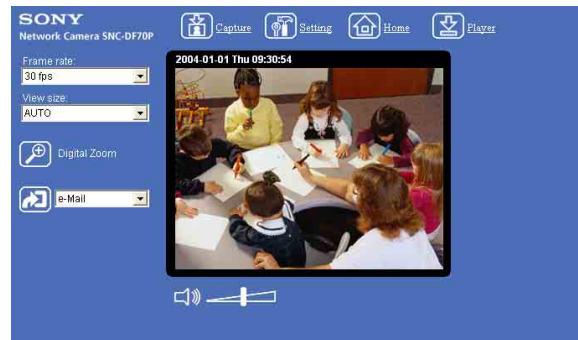 SONY
Network Camera SNC-DF70P
Capture
Setting
Home
Player
Frame rate:
30 fps
View size:
AUTO
Digital Zoom
e-Mail
2004-01-01 Thu 09:30:54